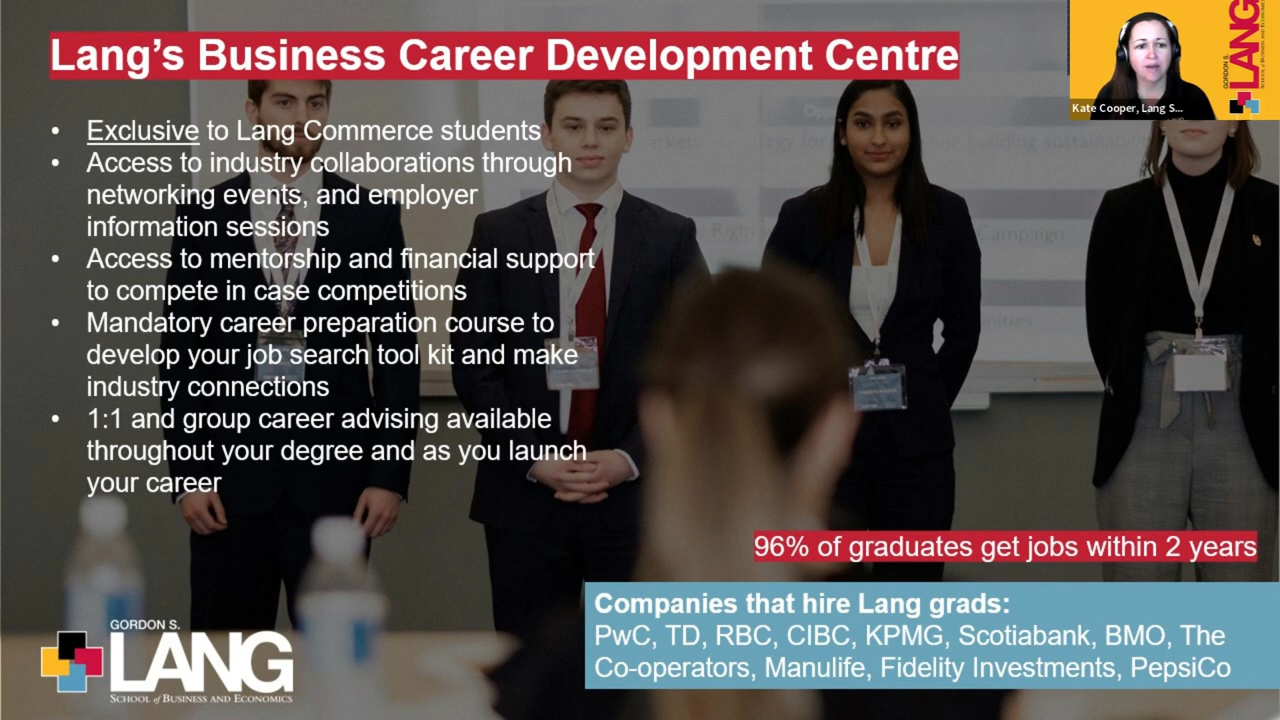 Lang's Business Career Development Centre
• Exclusive to Lang Commerce students
• Access to industry collaborations through
networking events, and employer
information sessions
• Access to mentorship and financial support
to compete in case competitions
• Mandatory career preparation course to
develop your job search tool kit and make
industry connections
• 1:1 and group career advising available
throughout your degree and as you launch
your career
96% of graduates get jobs within 2 years
Companies that hire Lang grads:
PwC, TD, RBC, CIBC, KPMG, Scotiabank, BMO, The
Co-operators, Manulife, Fidelity Investments, PepsiCo
GORDON S.
LANG
SCHOOL of BUSINESS AND ECONOMICS
Kate Cooper, Lang S...
GORDON S.
LANG